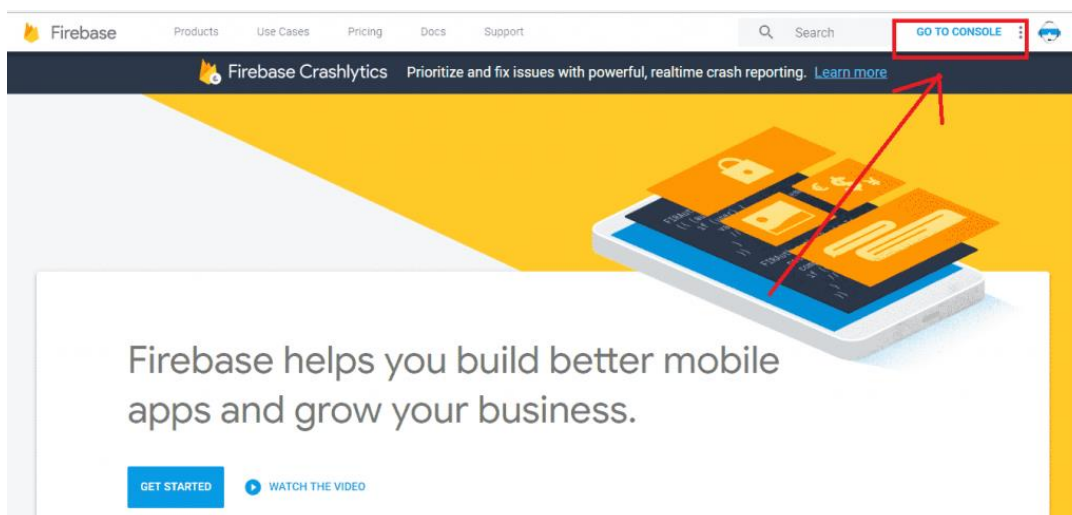 Firebase
Products
Use Cases
Pricing
Docs
Support
Search
GO TO CONSOLE
Firebase Crashlytics Prioritize and fix issues with powerful, realtime crash reporting. Learn more
Firebase helps you build better mobile
apps and grow your business.
GET STARTED
WATCH THE VIDEO